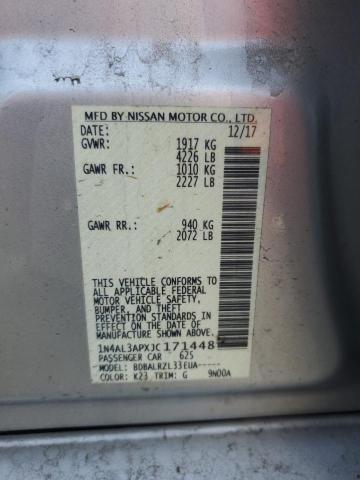 MFD BY NISSAN MOTOR CO., LTD.
DATE: 12/17
GVWR: 1917 KG
4226 LB
GAWR FR.: 1010 KG
2227 LB
GAWR RR.: 940 KG
2072 LB
THIS VEHICLE CONFORMS TO ALL
APPLICABLE FEDERAL
MOTOR VEHICLE SAFETY,
BUMPER, AND THEFT
PREVENTION STANDARDS
IN EFFECT ON THE DATE OF
MANUFACTURE SHOWN ABOVE.
1N4AL3APXJC171448
PASSENGER CAR 625
MODEL: BDBALRZL33EUA-----
COLOR: K23 TRIM: G 9N00A